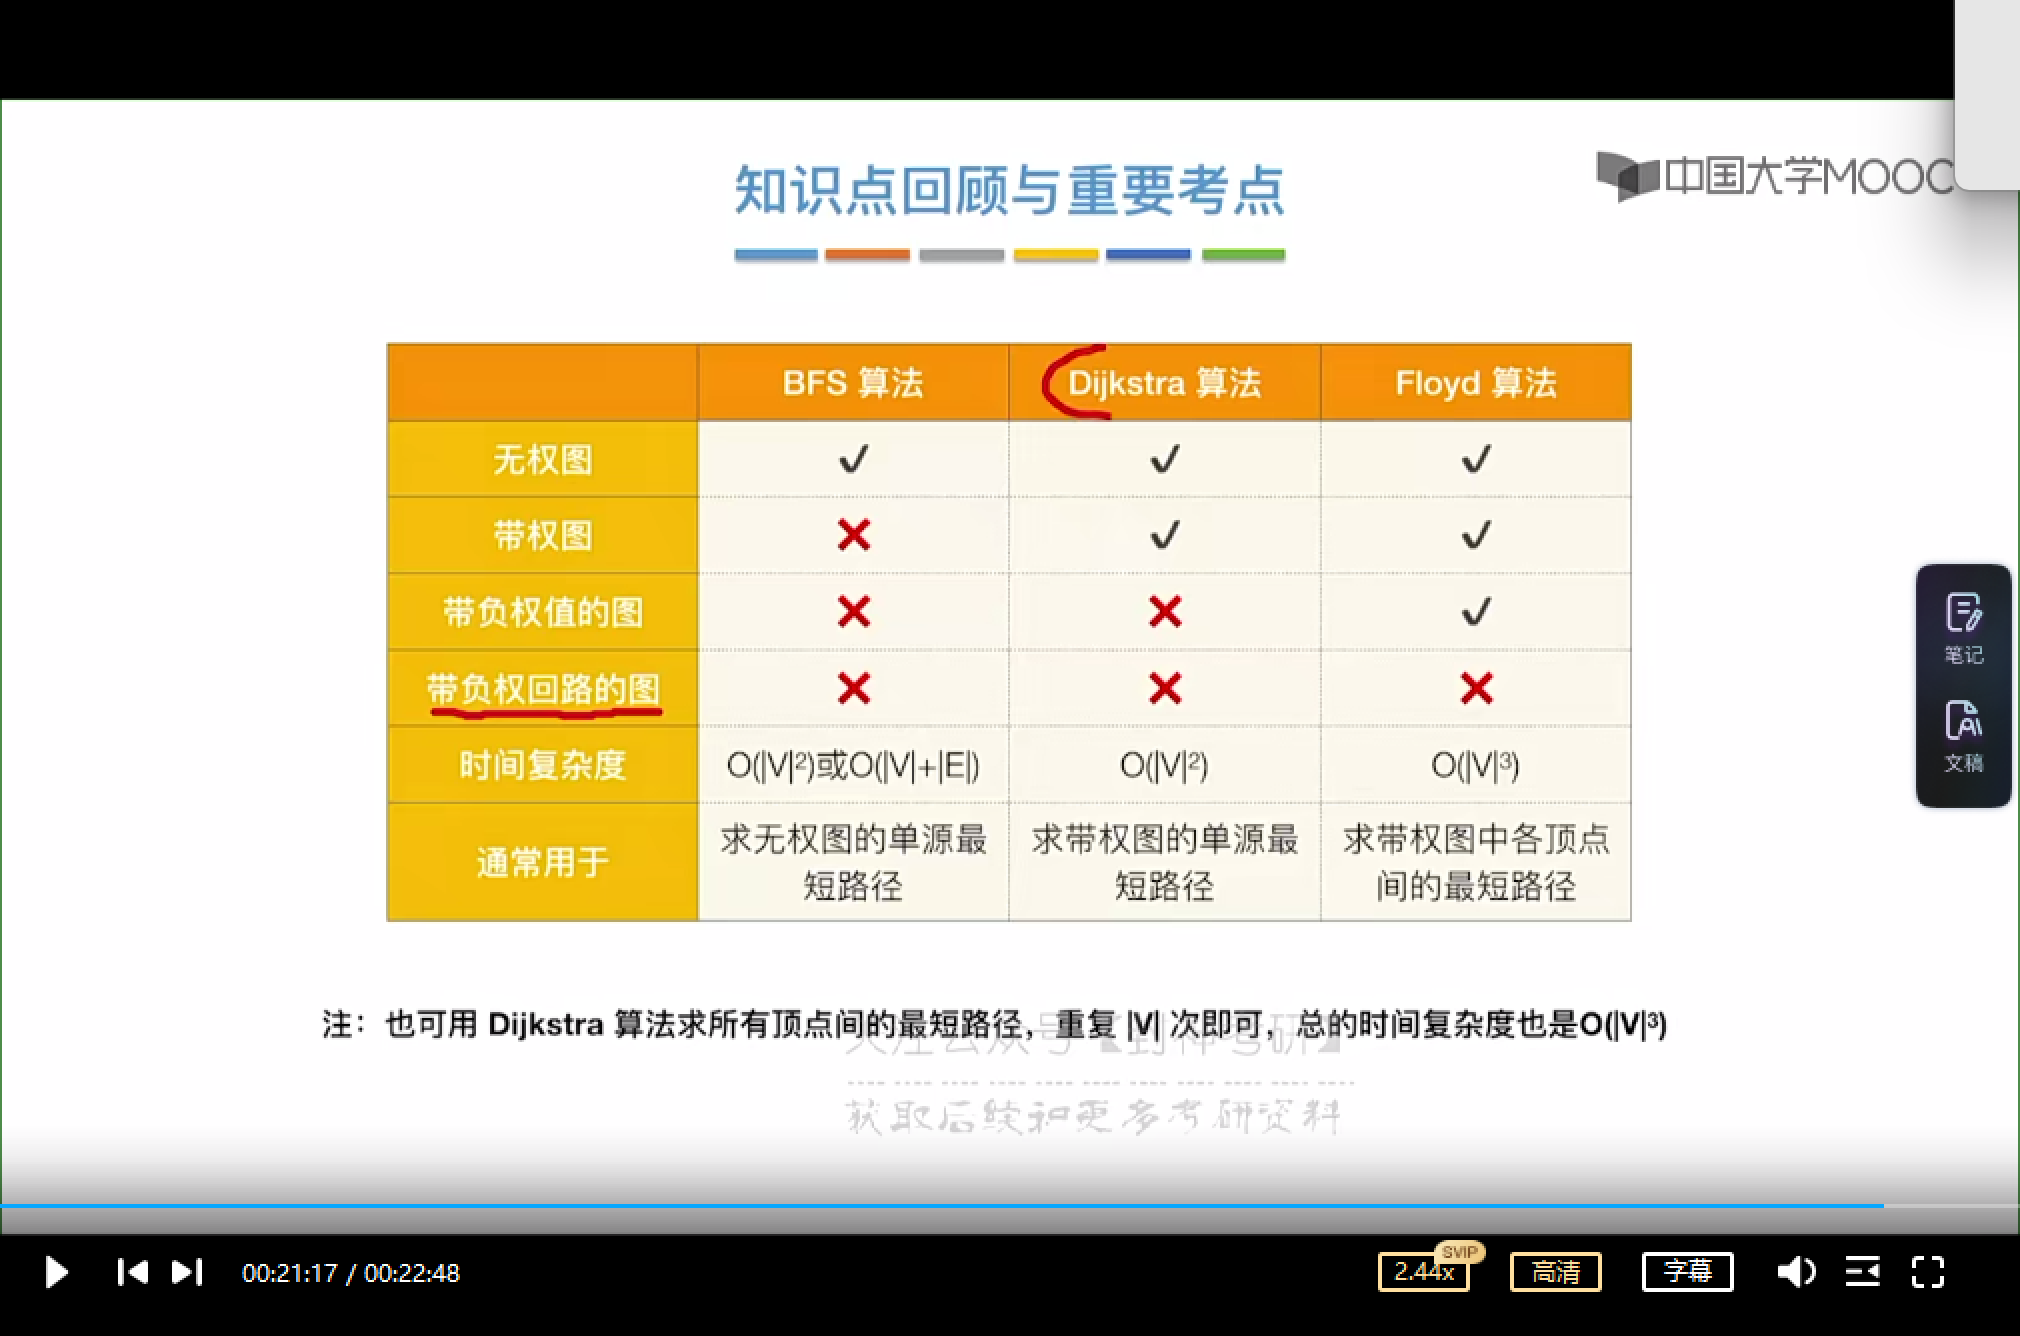 知识点回顾与重要考点
中国大学MOOC
BFS 算法 Dijkstra 算法 Floyd 算法
无权图 ✓ ✓ ✓
带权图 ✗ ✓ ✓
带负权值的图 ✗ ✗ ✓
带负权回路的图 ✗ ✗ ✗
时间复杂度 O(|V|²)或O(|V|+|E|) O(|V|²) O(|V|³)
通常用于 求无权图的单源最短路径 求带权图的单源最短路径 求带权图中各顶点间的最短路径
注：也可用 Dijkstra 算法求所有顶点间的最短路径，重复 |V| 次即可，总的时间复杂度也是O(|V|³)
获取后续和更多考研资料
笔记
文稿
00:21:17 / 00:22:48
SVIP
2.44x 高清 字幕